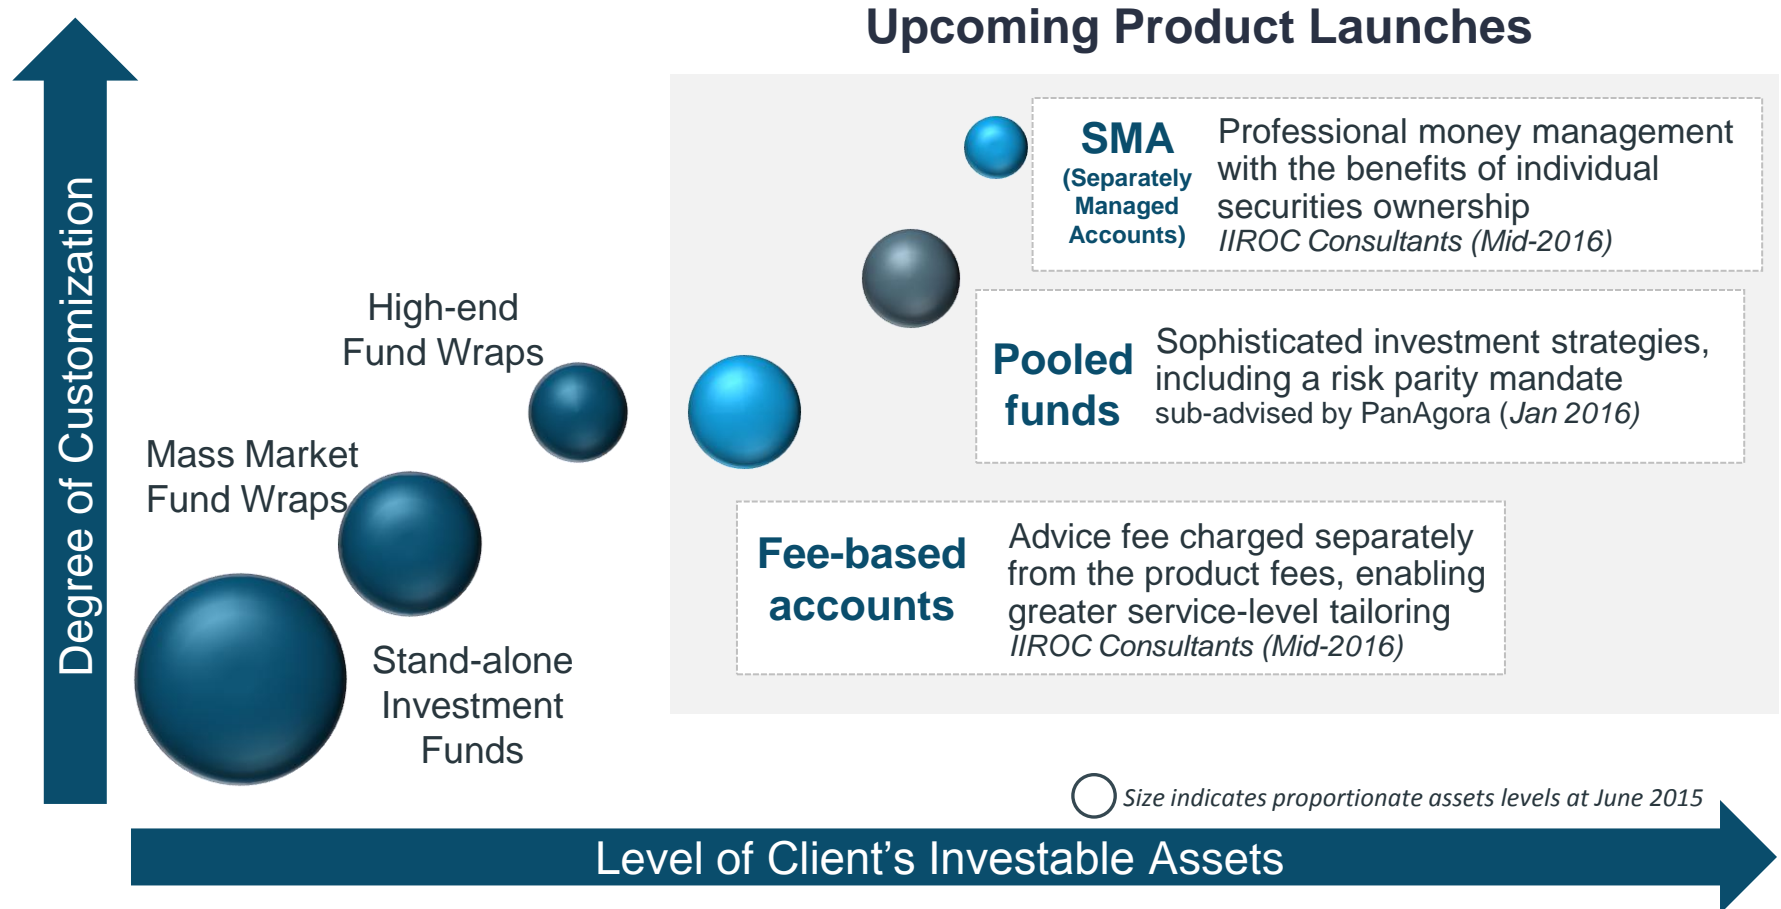 Upcoming Product Launches
Degree of Customization
SMA
(Separately
Managed
Accounts)
Professional money management
with the benefits of individual
securities ownership
IIROC Consultants (Mid-2016)
High-end
Fund Wraps
Pooled
funds
Sophisticated investment strategies,
including a risk parity mandate
sub-advised by PanAgora (Jan 2016)
Mass Market
Fund Wraps
Fee-based
accounts
Advice fee charged separately
from the product fees, enabling
greater service-level tailoring
IIROC Consultants (Mid-2016)
Stand-alone
Investment
Funds
Size indicates proportionate assets levels at June 2015
Level of Client's Investable Assets